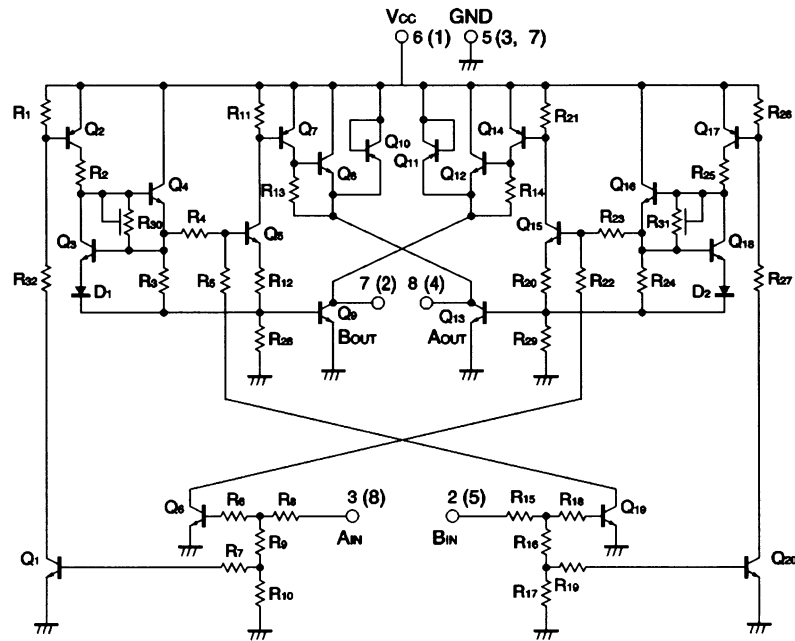 VCC GND
6 (1) 5 (3, 7)
R1 Q2 R11 Q7 Q10 Q14 R21 Q17 R26
R2 Q4 Q8 Q11 Q12 Q16 R25
R13 R14
R30 R4 Q5 Q15 R23 R31
Q3 Q18
R32 D1 R3 R5 R12 R20 R22 R24 D2 R27
7 (2) 8 (4)
Q9 Q13
R28 BOUT AOUT R29
3 (8) 2 (5)
Q6 R6 R8 R15 R18 Q19
AIN BIN
R9 R16
Q1 R7 Q20
R10 R17 R19